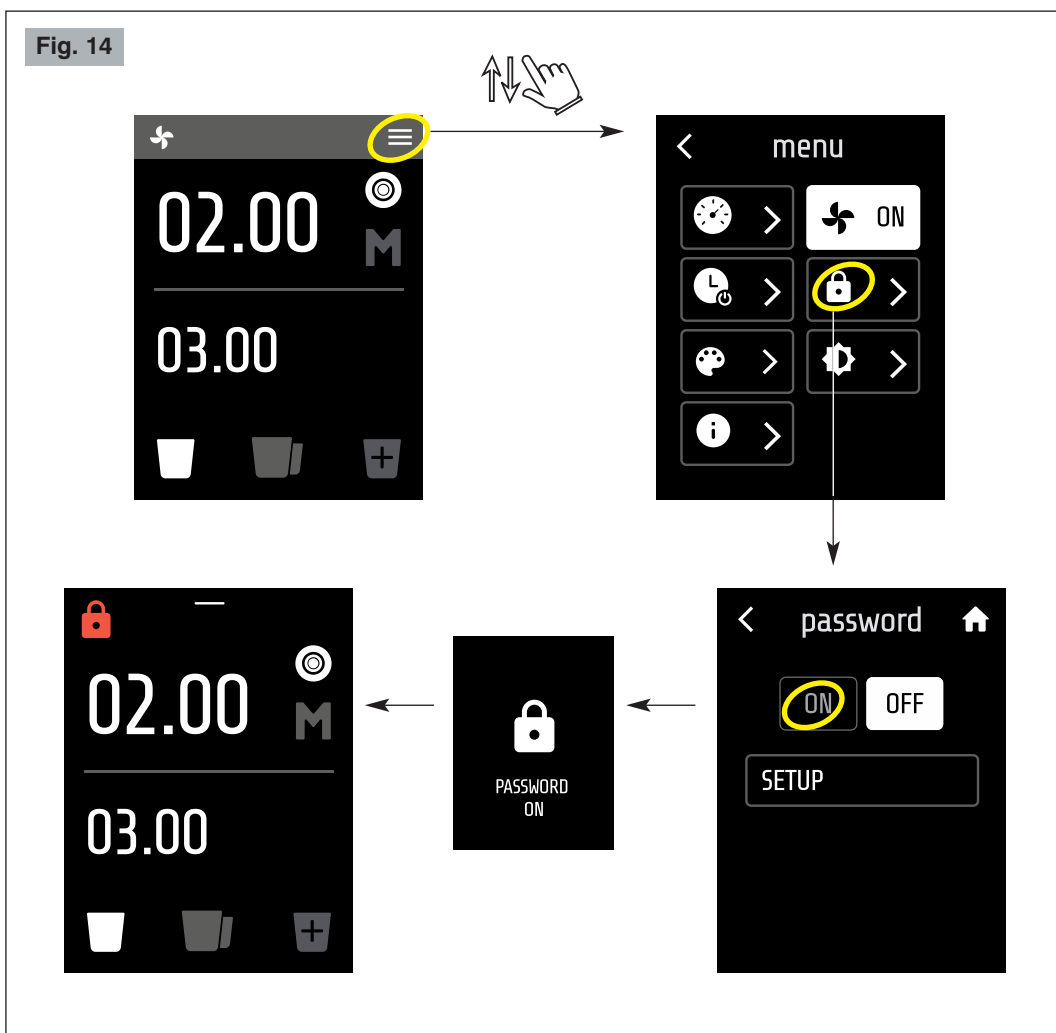 Fig. 14
02.00
M
03.00
menu
ON
i
password
ON OFF
SETUP
PASSWORD
ON
02.00
M
03.00